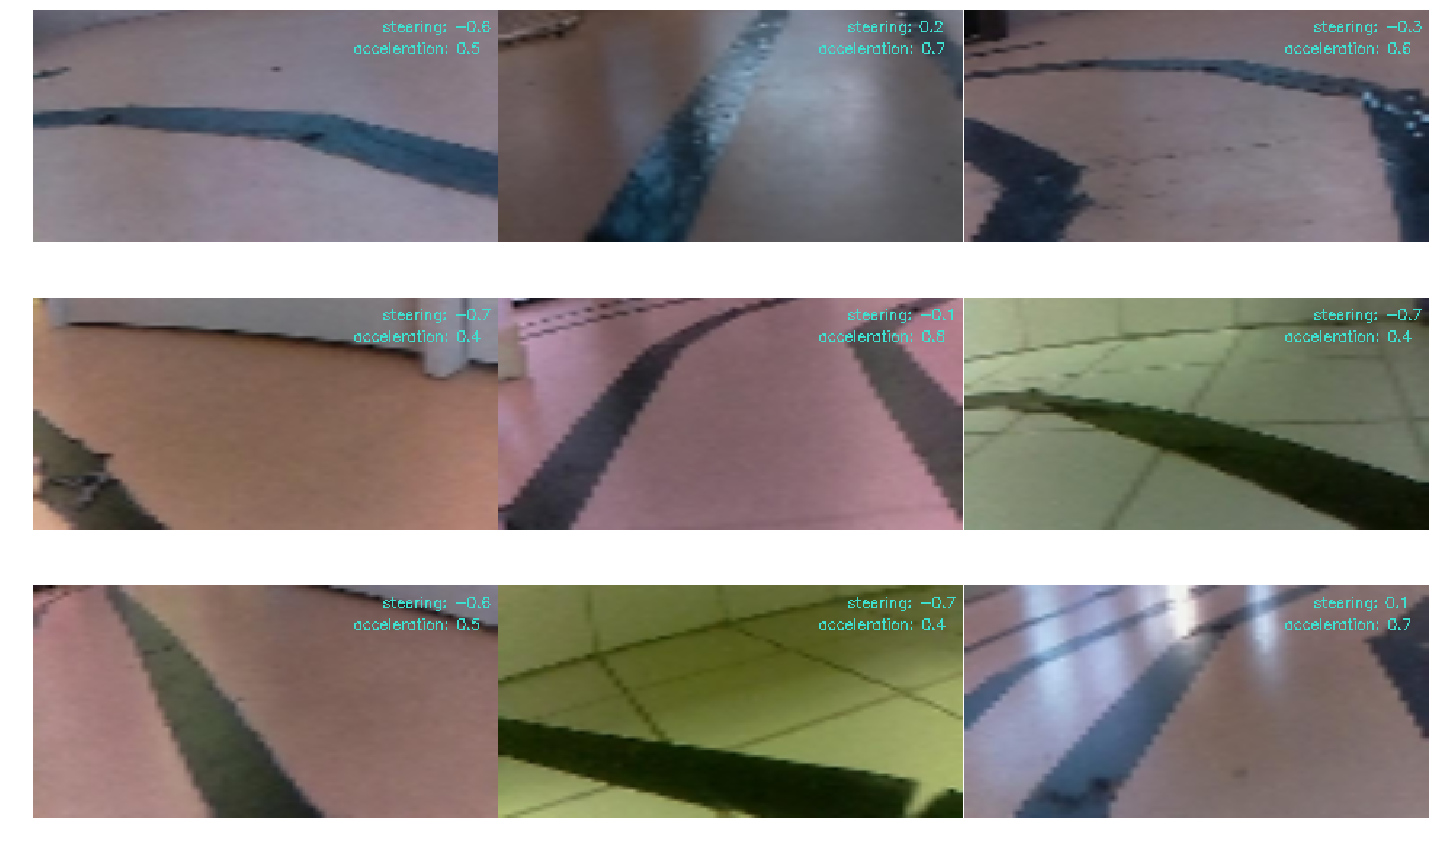 steering: -0.6
acceleration: 0.5
steering: 0.2
acceleration: 0.7
steering: -0.3
acceleration: 0.6
steering: -0.7
acceleration: 0.4
steering: -0.1
acceleration: 0.8
steering: -0.7
acceleration: 0.4
steering: -0.6
acceleration: 0.5
steering: -0.7
acceleration: 0.4
steering: 0.1
acceleration: 0.7